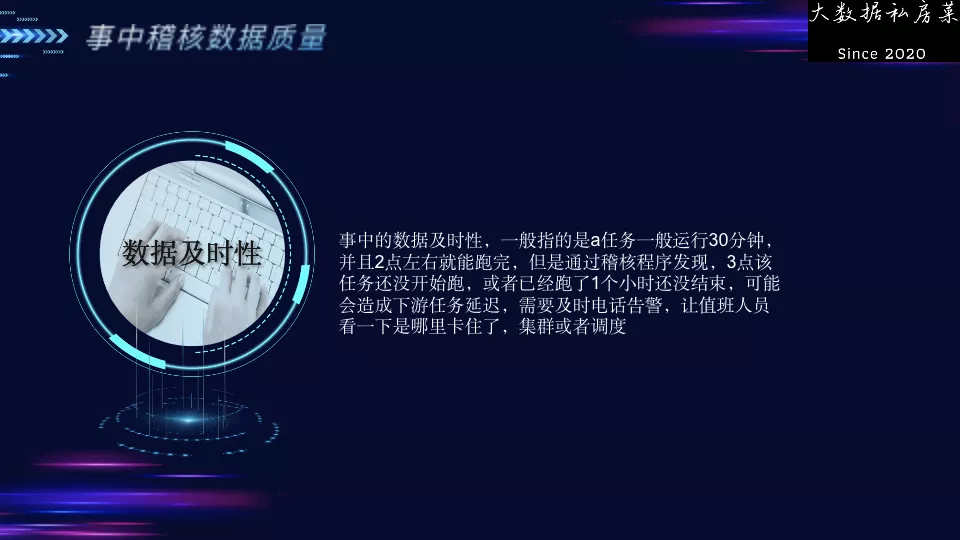 事中稽核数据质量
大数据私房菜
Since 2020
数据及时性
事中的数据及时性，一般指的是a任务一般运行30分钟，
并且2点左右就能跑完，但是通过稽核程序发现，3点该
任务还没开始跑，或者已经跑了1个小时还没结束，可能
会造成下游任务延迟，需要及时电话告警，让值班人员
看一下是哪里卡住了，集群或者调度